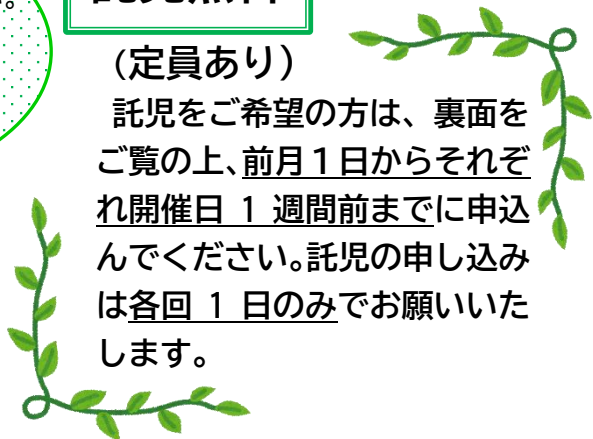 (定員あり)
託児をご希望の方は、裏面を
ご覧の上、前月１日からそれぞ
れ開催日 1 週間前までに申込
んでください。託児の申し込み
は各回 1 日のみでお願いいた
します。